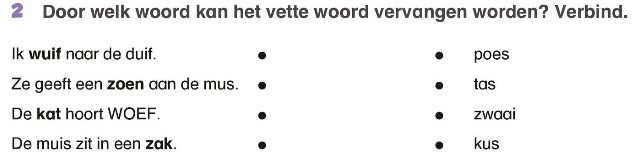 2 Door welk woord kan het vette woord vervangen worden? Verbind.
Ik wuif naar de duif. ● ● poes
Ze geeft een zoen aan de mus. ● ● tas
De kat hoort WOEF. ● ● zwaai
De muis zit in een zak. ● ● kus